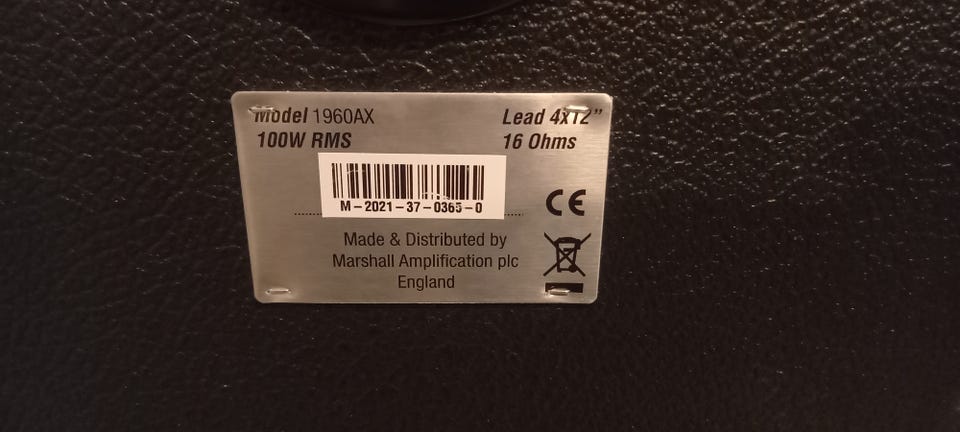 Model 1960AX
Lead 4x12”
100W RMS
16 Ohms
M-2021-37-0365-0
CE
Made & Distributed by
Marshall Amplification plc
England